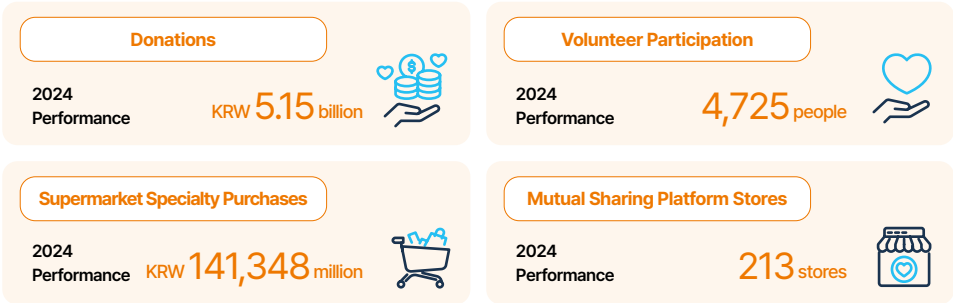 Donations
2024
Performance
KRW 5.15 billion
Volunteer Participation
2024
Performance
4,725 people
Supermarket Specialty Purchases
2024
Performance
KRW 141,348 million
Mutual Sharing Platform Stores
2024
Performance
213 stores